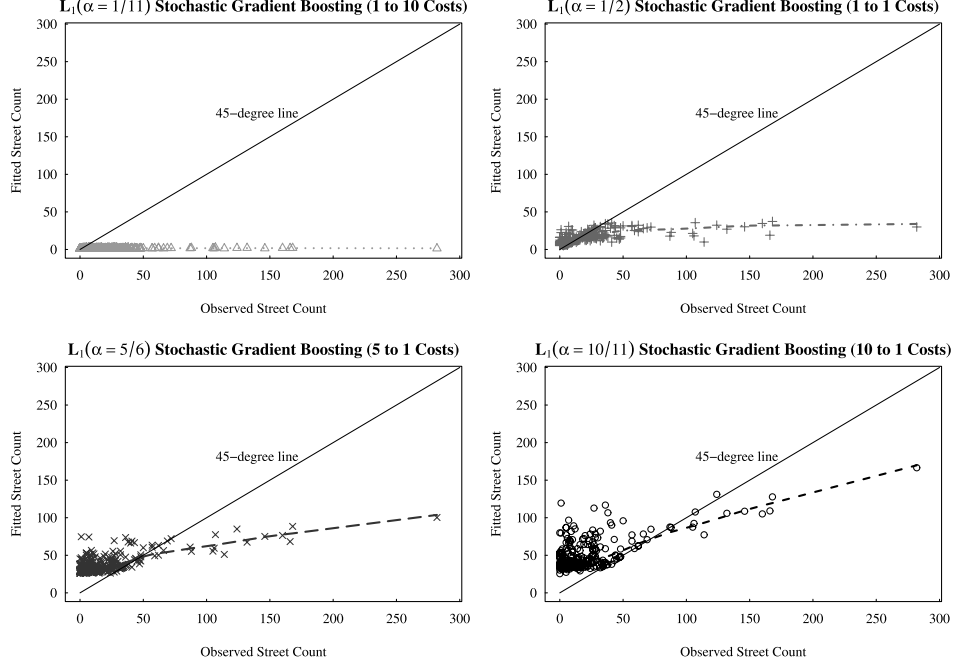 L1(α = 1/11) Stochastic Gradient Boosting (1 to 10 Costs)
300
250
200
150
100
50
0
Fitted Street Count
45−degree line
0 50 100 150 200 250 300
Observed Street Count
L1(α = 1/2) Stochastic Gradient Boosting (1 to 1 Costs)
300
250
200
150
100
50
0
Fitted Street Count
45−degree line
0 50 100 150 200 250 300
Observed Street Count
L1(α = 5/6) Stochastic Gradient Boosting (5 to 1 Costs)
300
250
200
150
100
50
0
Fitted Street Count
45−degree line
0 50 100 150 200 250 300
Observed Street Count
L1(α = 10/11) Stochastic Gradient Boosting (10 to 1 Costs)
300
250
200
150
100
50
0
Fitted Street Count
45−degree line
0 50 100 150 200 250 300
Observed Street Count